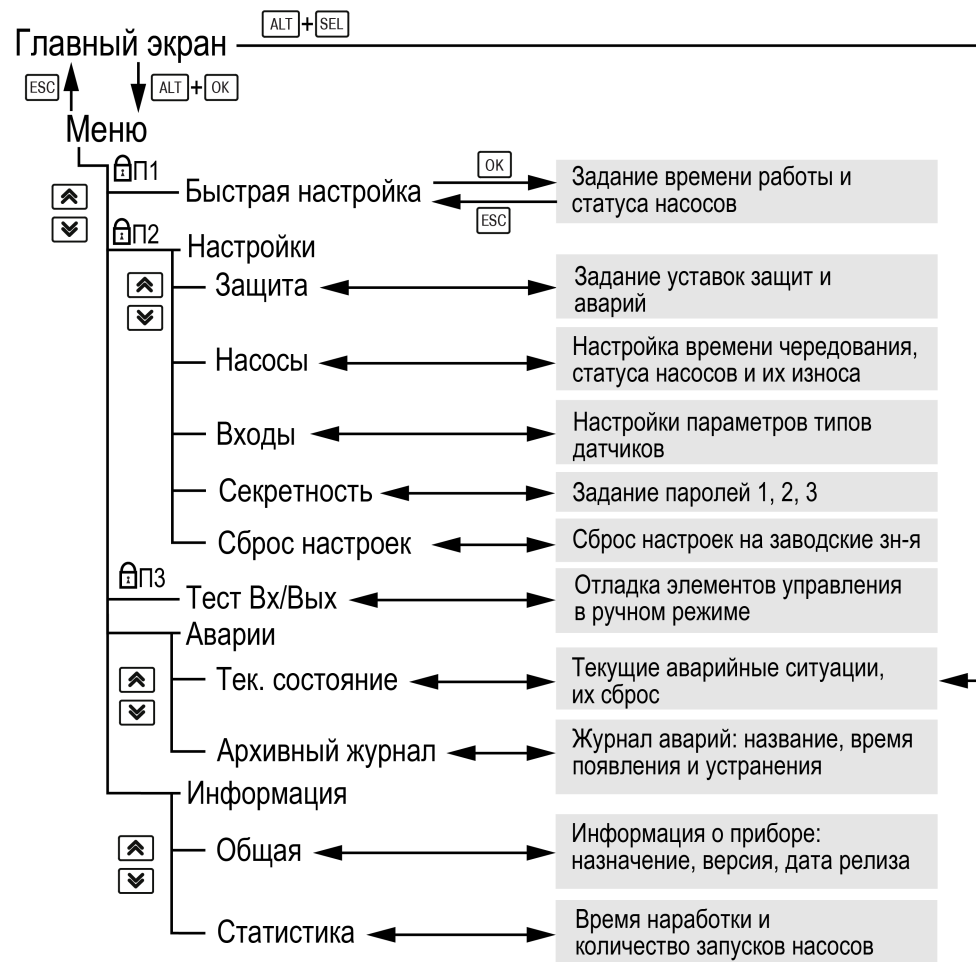 ALT + SEL
Главный экран
ESC ALT + OK
Меню
П1
Быстрая настройка
OK
ESC
Задание времени работы и
статуса насосов
П2
Настройки
Защита
Задание уставок защит и
аварий
Насосы
Настройка времени чередования,
статуса насосов и их износа
Входы
Настройки параметров типов
датчиков
Секретность
Задание паролей 1, 2, 3
Сброс настроек
Сброс настроек на заводские зн-я
П3
Тест Вх/Вых
Отладка элементов управления
в ручном режиме
Аварии
Тек. состояние
Текущие аварийные ситуации,
их сброс
Архивный журнал
Журнал аварий: название, время
появления и устранения
Информация
Общая
Информация о приборе:
назначение, версия, дата релиза
Статистика
Время наработки и
количество запусков насосов